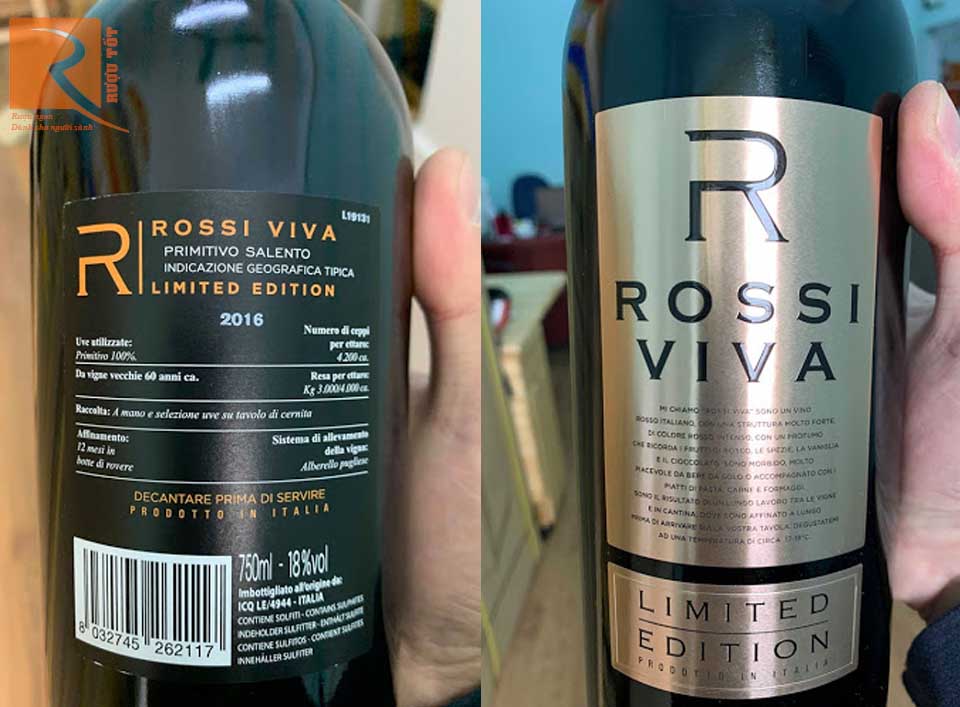 RƯỢU TỐT
Rượu ngon
Dành cho người sành
L19131
R
ROSSI VIVA
PRIMITIVO SALENTO
INDICAZIONE GEOGRAFICA TIPICA
LIMITED EDITION
2016
Uve utilizzate:
Primitivo 100%.
Numero di ceppi
per ettaro:
4.200 ca.
Da vigne vecchie 60 anni ca.
Resa per ettaro:
Kg 3.000/4.000 ca.
Raccolta: A mano e selezione uve su tavolo di cernita
Affinamento:
12 mesi in
botte di rovere
Sistema di allevamento
della vigna:
Alberello pugliese
DECANTARE PRIMA DI SERVIRE
PRODOTTO IN ITALIA
750ml - 18%vol
Imbottigliato all'origine da:
ICQ LE/4944 - ITALIA
CONTIENE SOLFITI - CONTAINS SULPHITES
INDEHOLDER SULFITTER - ENTHÄLT SULFITE
CONTIENE SULFITOS - CONTIENT SULFITES
INNEHÅLLER SULFITER
8 032745 262117
R
ROSSI
VIVA
MI CHIAMO "ROSSI VIVA" SONO UN VINO
ROSSO ITALIANO, CON UNA STRUTTURA MOLTO FORTE,
DI COLORE ROSSO INTENSO, CON UN PROFUMO
CHE RICORDA I FRUTTI DI BOSCO, LE SPEZIE, LA VANIGLIA
E IL CIOCCOLATO. SONO MORBIDO, MOLTO
PIACEVOLE DA BERE DA SOLO O ACCOMPAGNATO CON I
PIATTI DI PASTA, CARNE E FORMAGGI.
SONO IL RISULTATO DI UN LUNGO LAVORO TRA LE VIGNE
E IN CANTINA, DOVE SONO AFFINATO A LUNGO
PRIMA DI ARRIVARE SULLA VOSTRA TAVOLA. DEGUSTATEMI
AD UNA TEMPERATURA DI CIRCA 17-18°C.
LIMITED
EDITION
PRODOTTO IN ITALIA